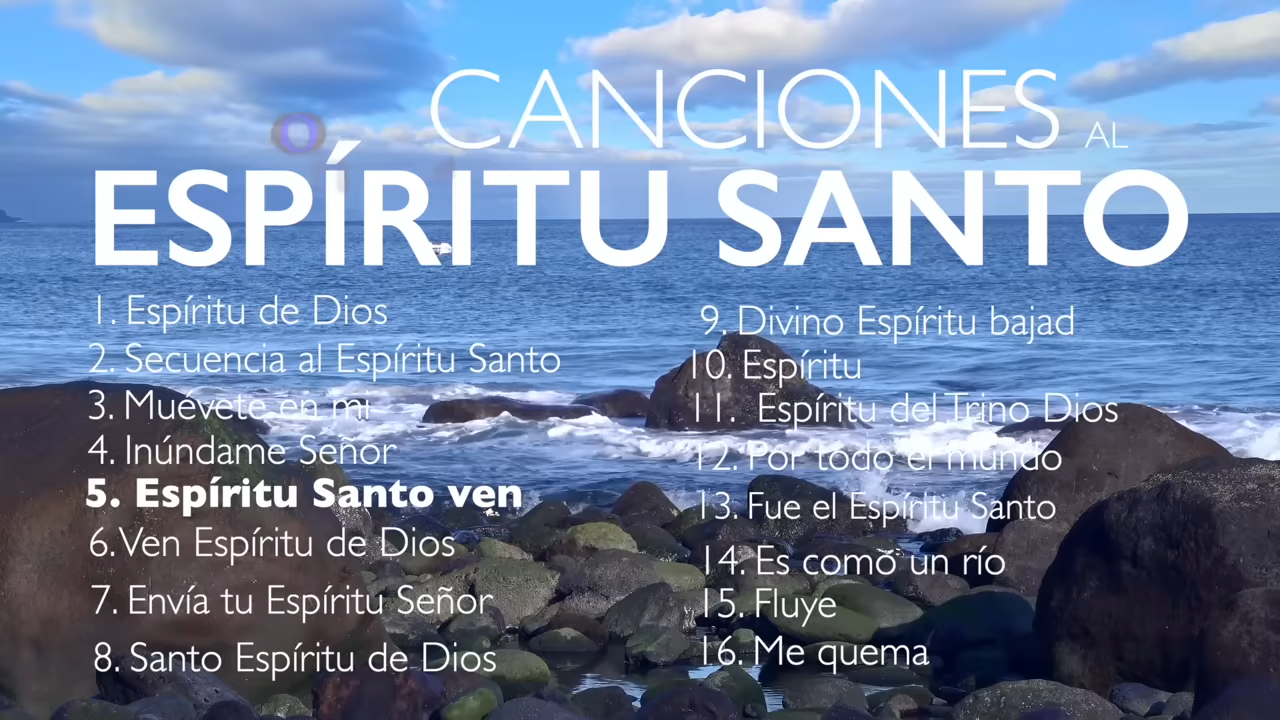 CANCIONES AL
ESPÍRITU SANTO
1. Espíritu de Dios
2. Secuencia al Espíritu Santo
3. Muévete en mi
4. Inúndame Señor
5. Espíritu Santo ven
6. Ven Espíritu de Dios
7. Envía tu Espíritu Señor
8. Santo Espíritu de Dios
9. Divino Espíritu bajad
10. Espíritu
11. Espíritu del Trino Dios
12. Por todo el mundo
13. Fue el Espíritu Santo
14. Es como un río
15. Fluye
16. Me quema